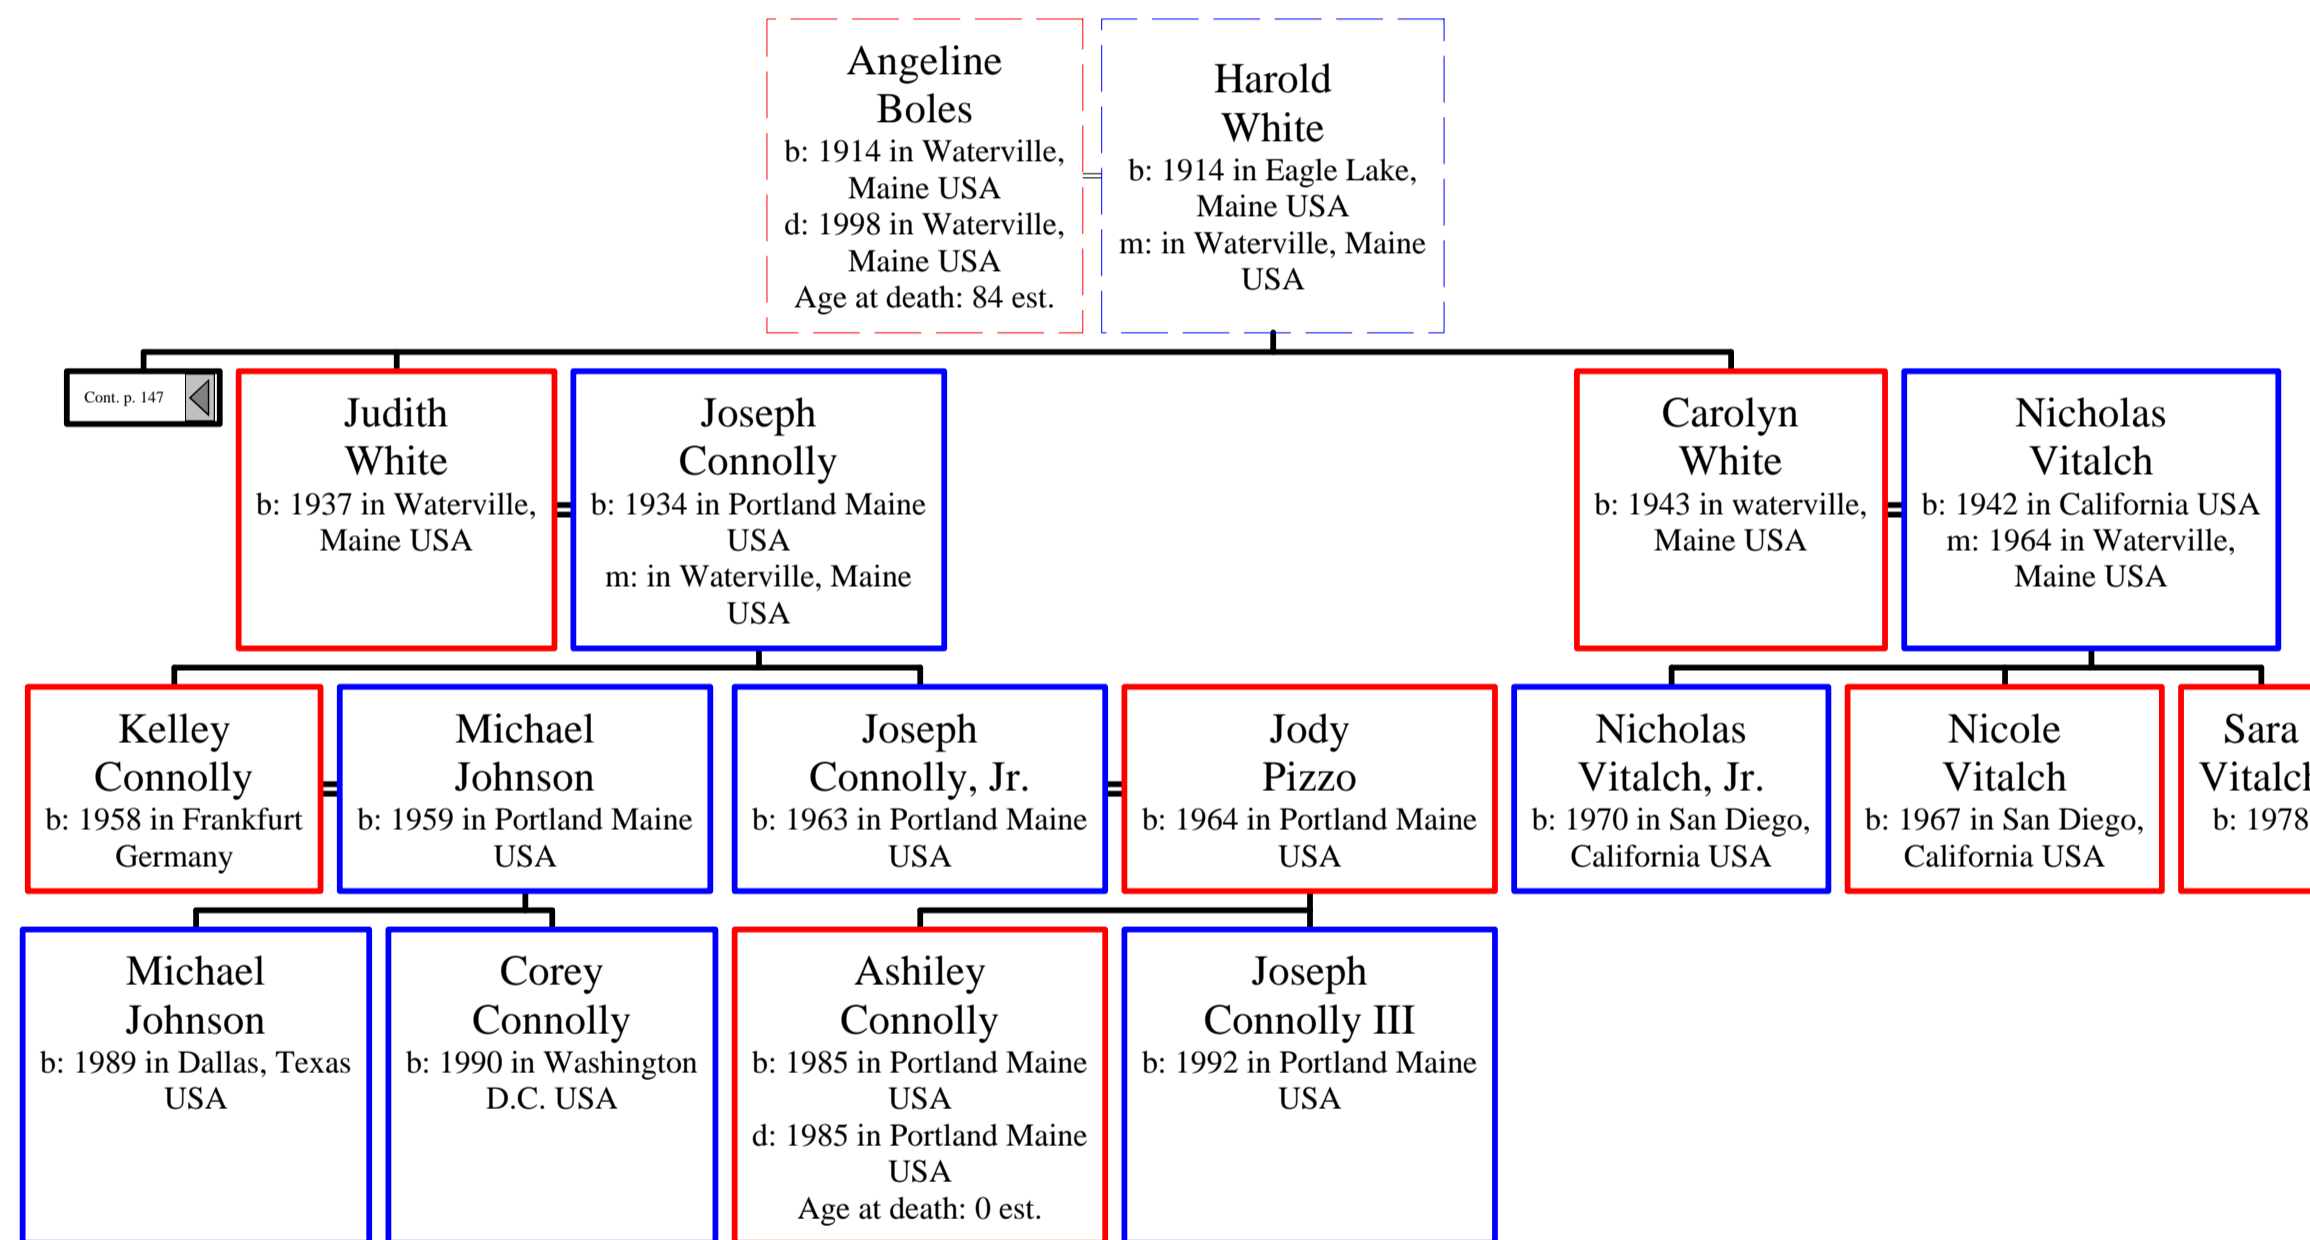 Angeline
Boles
b: 1914 in Waterville,
Maine USA
d: 1998 in Waterville,
Maine USA
Age at death: 84 est.
Harold
White
b: 1914 in Eagle Lake,
Maine USA
m: in Waterville, Maine
USA
Cont. p. 147
Judith
White
b: 1937 in Waterville,
Maine USA
Joseph
Connolly
b: 1934 in Portland Maine
USA
m: in Waterville, Maine
USA
Carolyn
White
b: 1943 in waterville,
Maine USA
Nicholas
Vitalch
b: 1942 in California USA
m: 1964 in Waterville,
Maine USA
Kelley
Connolly
b: 1958 in Frankfurt
Germany
Michael
Johnson
b: 1959 in Portland Maine
USA
Joseph
Connolly, Jr.
b: 1963 in Portland Maine
USA
Jody
Pizzo
b: 1964 in Portland Maine
USA
Nicholas
Vitalch, Jr.
b: 1970 in San Diego,
California USA
Nicole
Vitalch
b: 1967 in San Diego,
California USA
Sara
Vitalch
b: 1978
Michael
Johnson
b: 1989 in Dallas, Texas
USA
Corey
Connolly
b: 1990 in Washington
D.C. USA
Ashiley
Connolly
b: 1985 in Portland Maine
USA
d: 1985 in Portland Maine
USA
Age at death: 0 est.
Joseph
Connolly III
b: 1992 in Portland Maine
USA